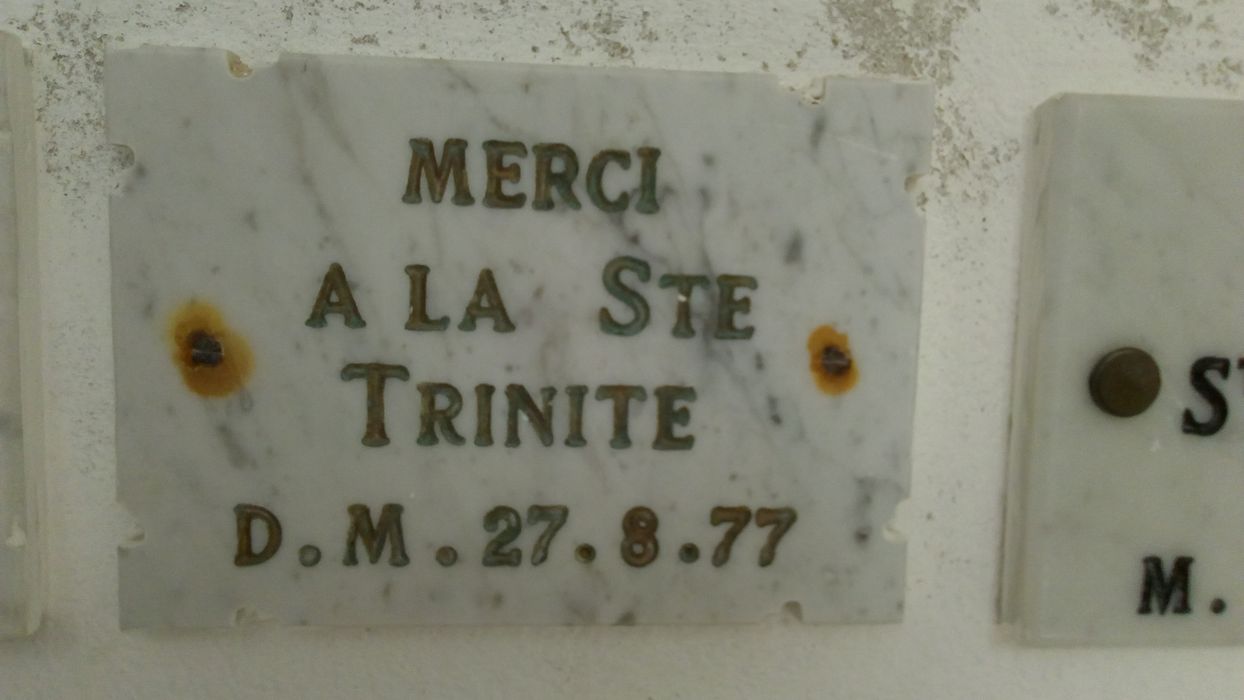 MERCI
A LA STE
TRINITE
D.M.27.8.77
M.